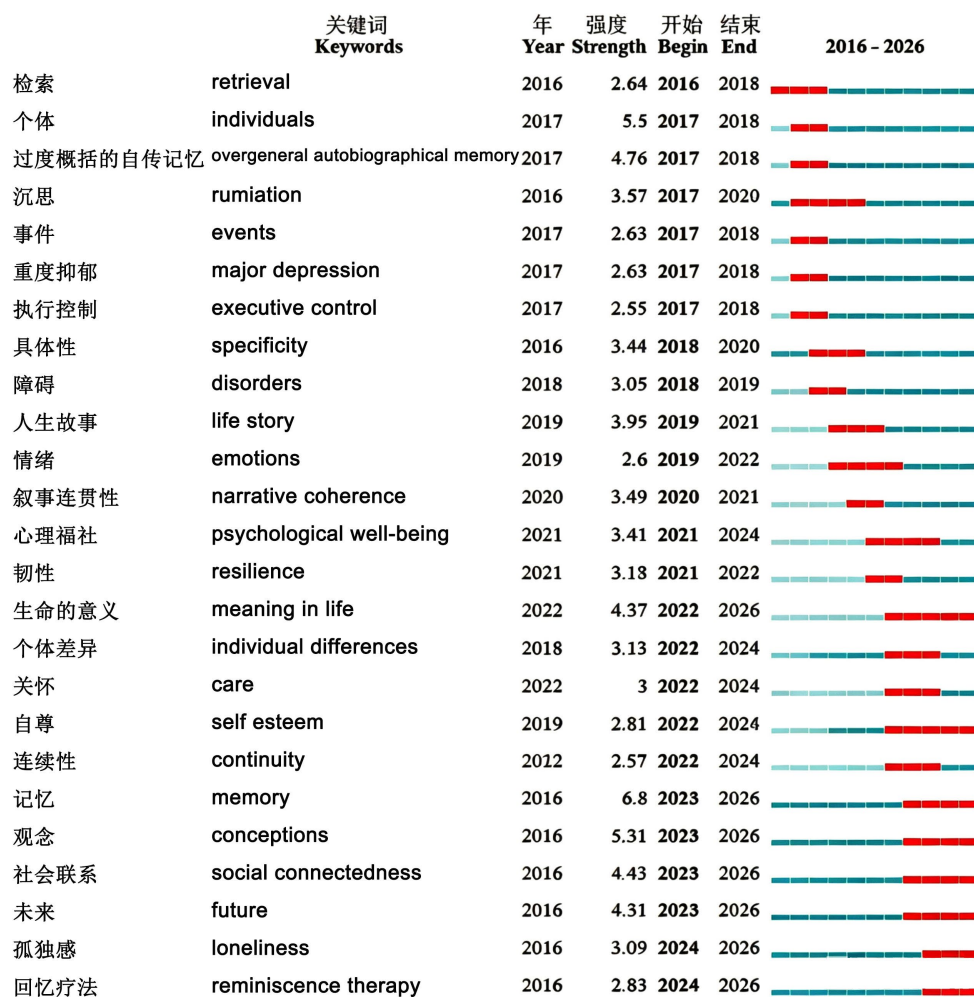 关键词 年 强度 开始 结束
Keywords Year Strength Begin End 2016 - 2026
检索 retrieval 2016 2.64 2016 2018
个体 individuals 2017 5.5 2017 2018
过度概括的自传记忆 overgeneral autobiographical memory 2017 4.76 2017 2018
沉思 rumiation 2016 3.57 2017 2020
事件 events 2017 2.63 2017 2018
重度抑郁 major depression 2017 2.63 2017 2018
执行控制 executive control 2017 2.55 2017 2018
具体性 specificity 2016 3.44 2018 2020
障碍 disorders 2018 3.05 2018 2019
人生故事 life story 2019 3.95 2019 2021
情绪 emotions 2019 2.6 2019 2022
叙事连贯性 narrative coherence 2020 3.49 2020 2021
心理福社 psychological well-being 2021 3.41 2021 2024
韧性 resilience 2021 3.18 2021 2022
生命的意义 meaning in life 2022 4.37 2022 2026
个体差异 individual differences 2018 3.13 2022 2024
关怀 care 2022 3 2022 2024
自尊 self esteem 2019 2.81 2022 2024
连续性 continuity 2022 2.57 2022 2024
记忆 memory 2016 6.8 2023 2026
观念 conceptions 2016 5.31 2023 2026
社会联系 social connectedness 2016 4.43 2023 2026
未来 future 2016 4.31 2023 2026
孤独感 loneliness 2016 3.09 2024 2026
回忆疗法 reminiscence therapy 2016 2.83 2024 2026